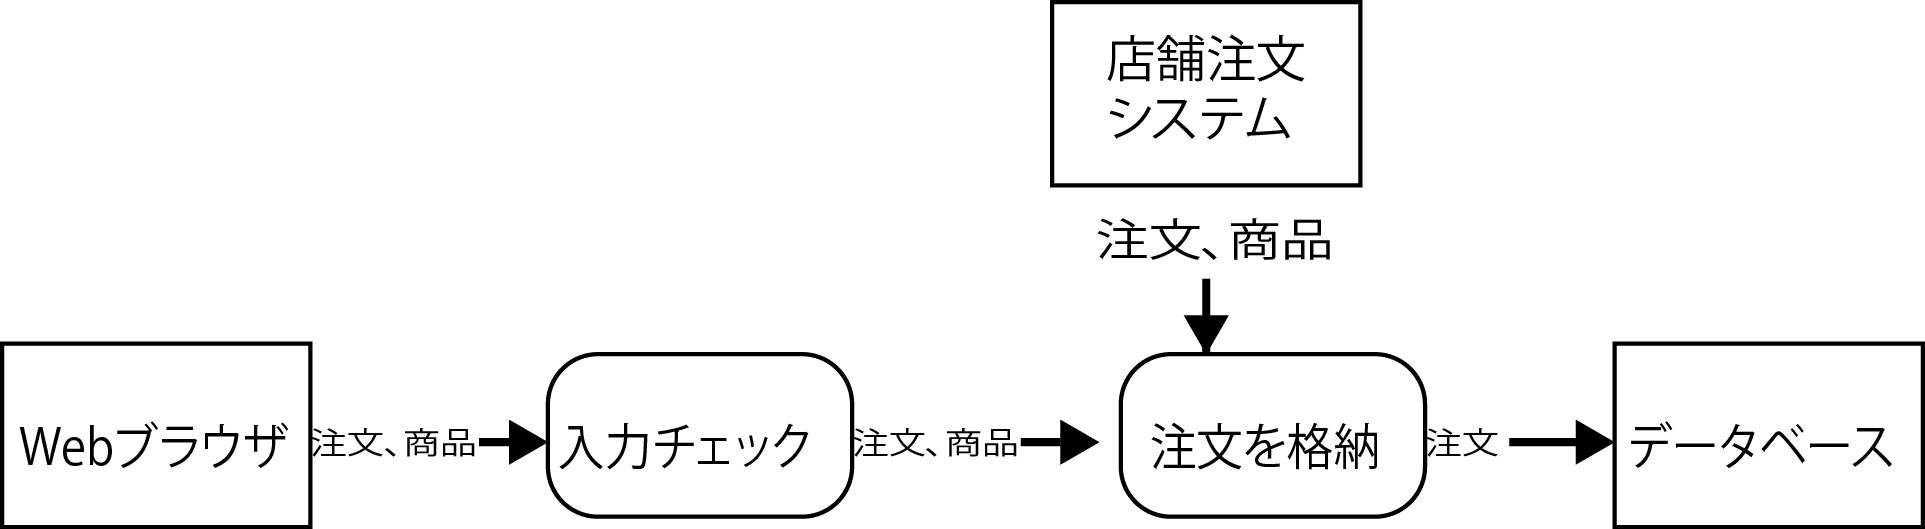 店舗注文
システム
注文、商品
Webブラウザ
注文、商品
入力チェック
注文、商品
注文を格納
注文
データベース